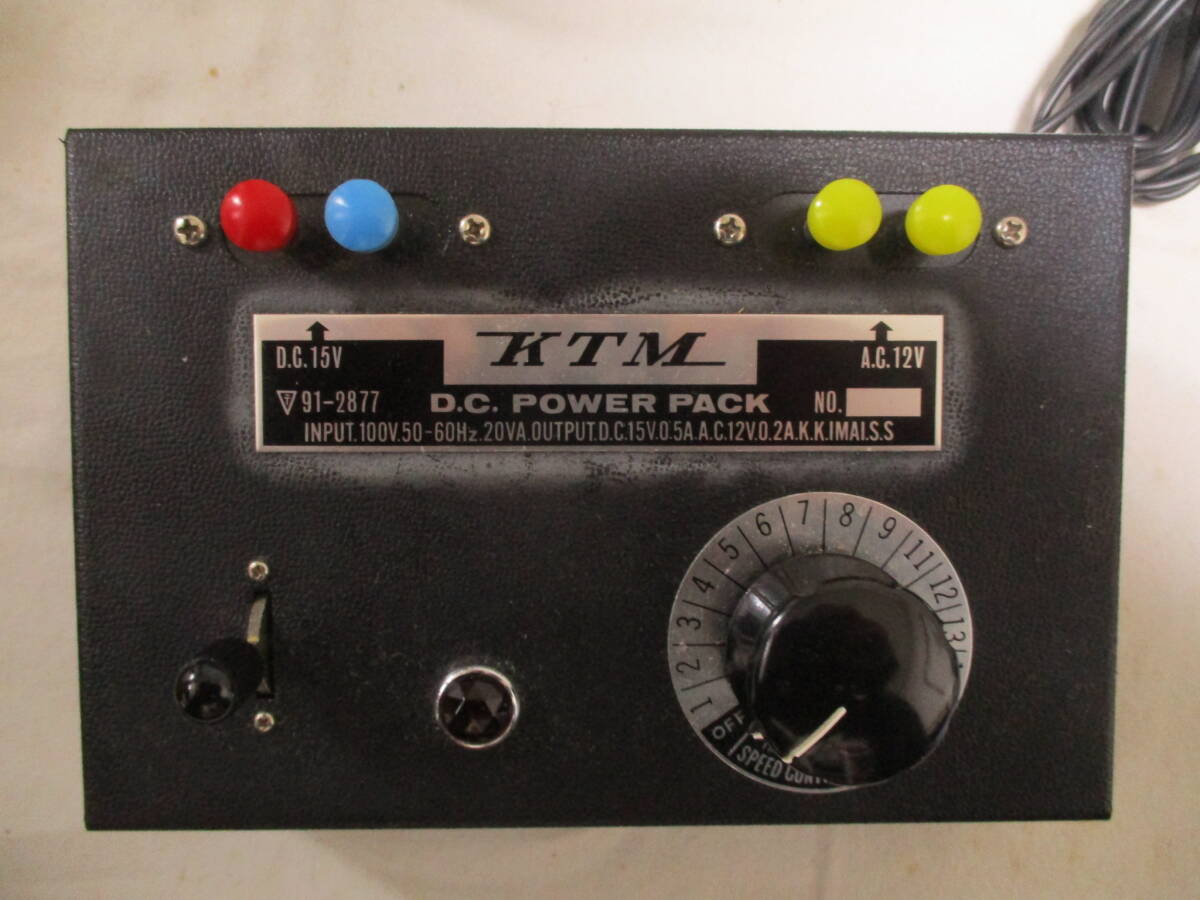 D.C. 15V
KTM
A.C. 12V
91-2877
D.C. POWER PACK
NO.
INPUT.100V.50-60Hz.20VA.OUTPUT.D.C.15V.0.5A.A.C.12V.0.2A.K.K.IMAI.S.S
OFF 1 2 3 4 5 6 7 8 9 11 12 13
SPEED